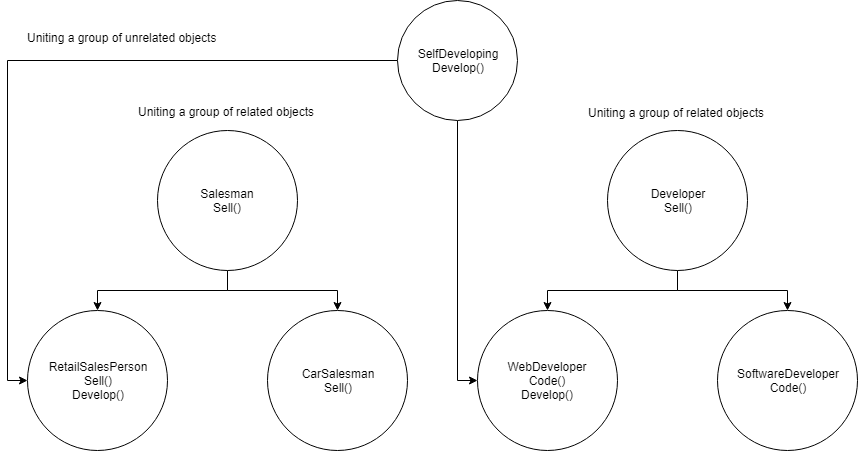 Uniting a group of unrelated objects
SelfDeveloping
Develop()
Uniting a group of related objects
Uniting a group of related objects
Salesman
Sell()
Developer
Sell()
RetailSalesPerson
Sell()
Develop()
CarSalesman
Sell()
WebDeveloper
Code()
Develop()
SoftwareDeveloper
Code()